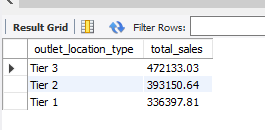 Result Grid Filter Rows:
outlet_location_type total_sales
Tier 3 472133.03
Tier 2 393150.64
Tier 1 336397.81